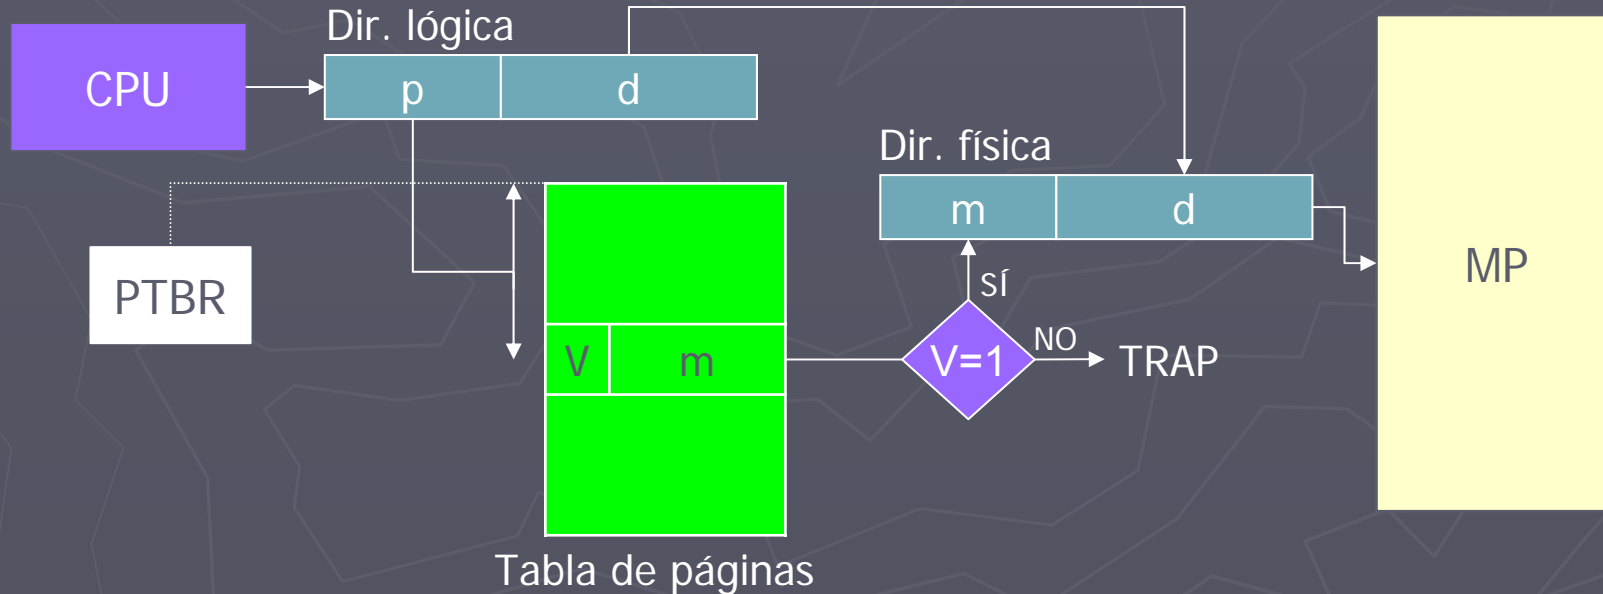 Dir. lógica
CPU
p d
Dir. física
m d
MP
PTBR
SÍ
V m
V=1
NO
TRAP
Tabla de páginas